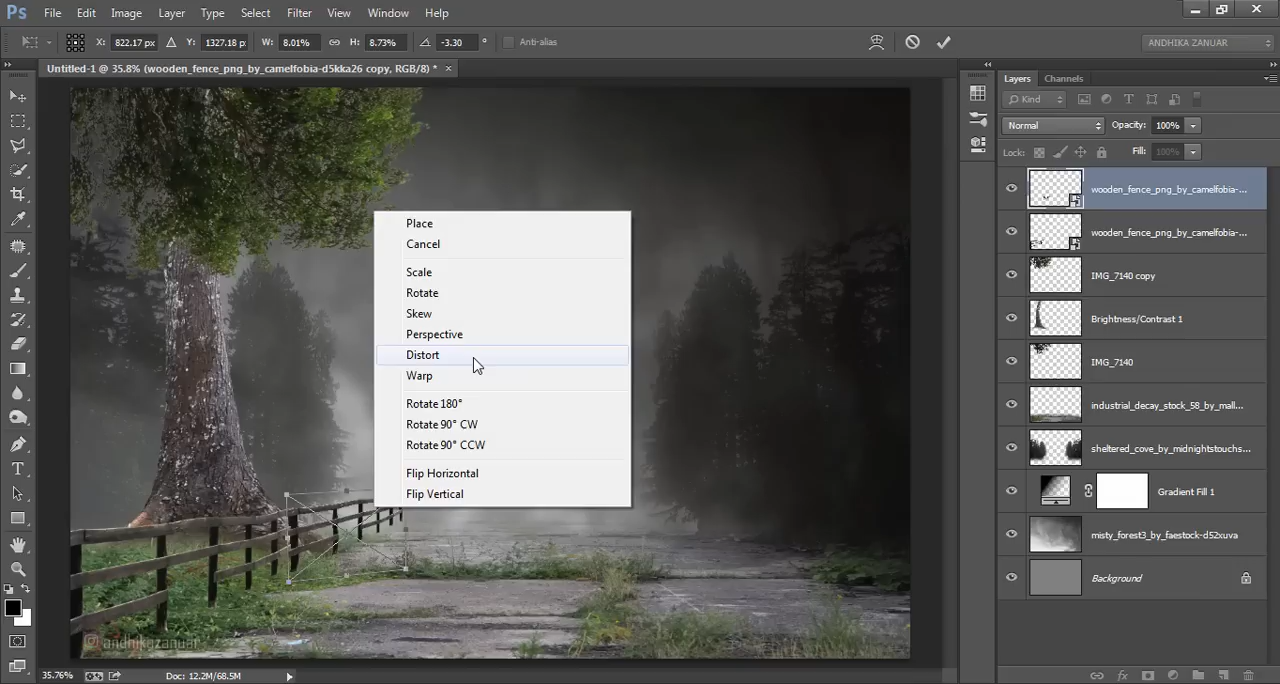 Ps File Edit Image Layer Type Select Filter View Window Help
X: 822.17 px Y: 1327.18 px W: 8.01% H: 8.73% -3.30 ° Anti-alias ANDHIKA ZANUAR
Untitled-1 @ 35.8% (wooden_fence_png_by_camelfobia-d5kka26 copy, RGB/8) * ×
Layers Channels
Kind
Normal Opacity: 100%
Lock: Fill: 100%
wooden_fence_png_by_camelfobia-...
wooden_fence_png_by_camelfobia-...
IMG_7140 copy
Brightness/Contrast 1
IMG_7140
industrial_decay_stock_58_by_mall...
sheltered_cove_by_midnightstouchs...
Gradient Fill 1
misty_forest3_by_faestock-d52xuva
Background
Place
Cancel
Scale
Rotate
Skew
Perspective
Distort
Warp
Rotate 180°
Rotate 90° CW
Rotate 90° CCW
Flip Horizontal
Flip Vertical
andhikazanuar
35.76% Doc: 12.2M/68.5M